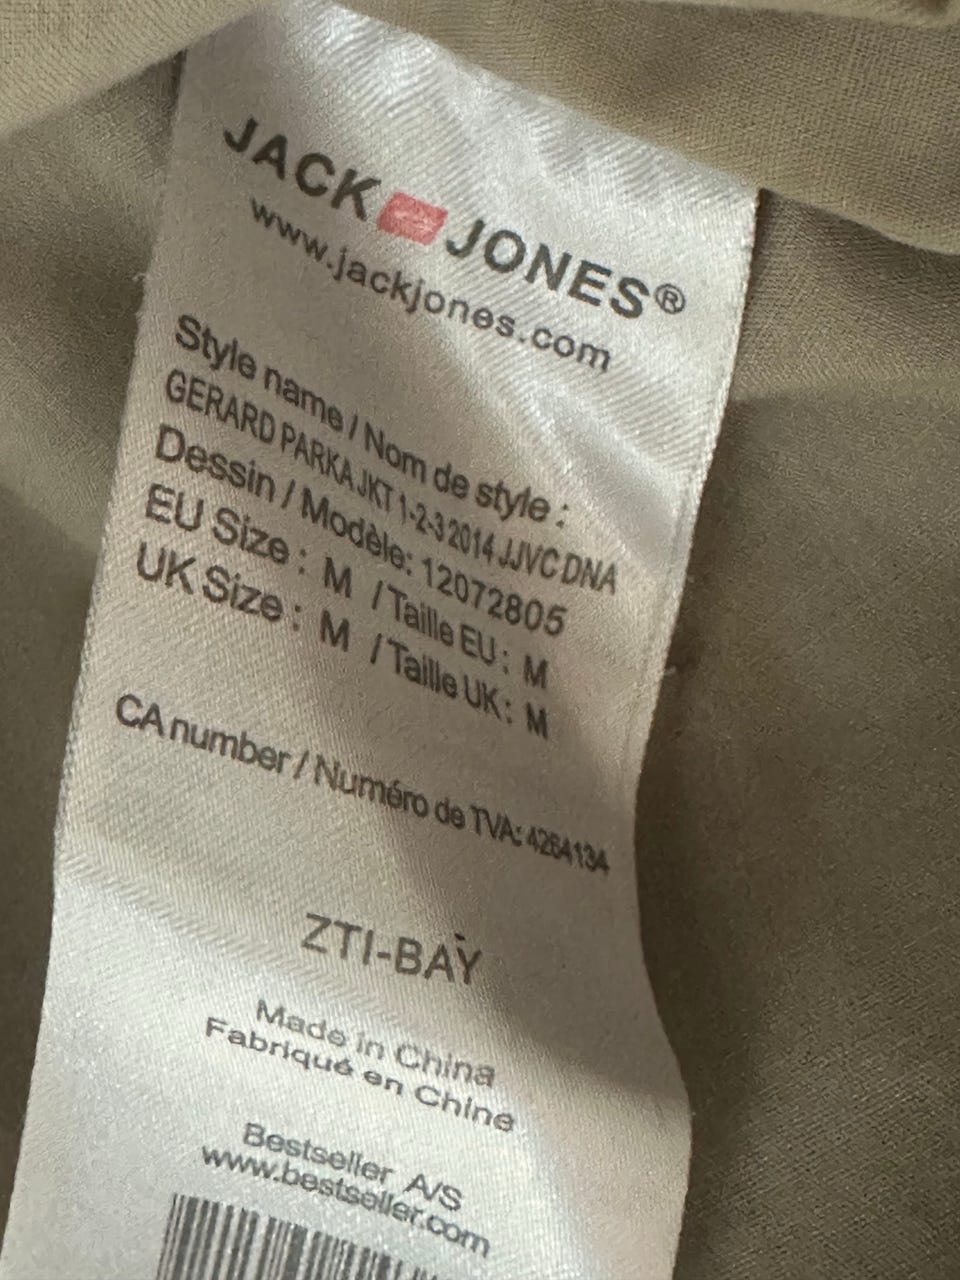 JACK JONES®
www.jackjones.com
Style name / Nom de style :
GERARD PARKA JKT 1-2-3 2014 JJVC DNA
Dessin / Modèle: 12072805
EU Size : M / Taille EU : M
UK Size : M / Taille UK : M
CA number / Numéro de TVA: 4264134
ZTI-BAY
Made in China
Fabriqué en Chine
Bestseller A/S
www.bestseller.com